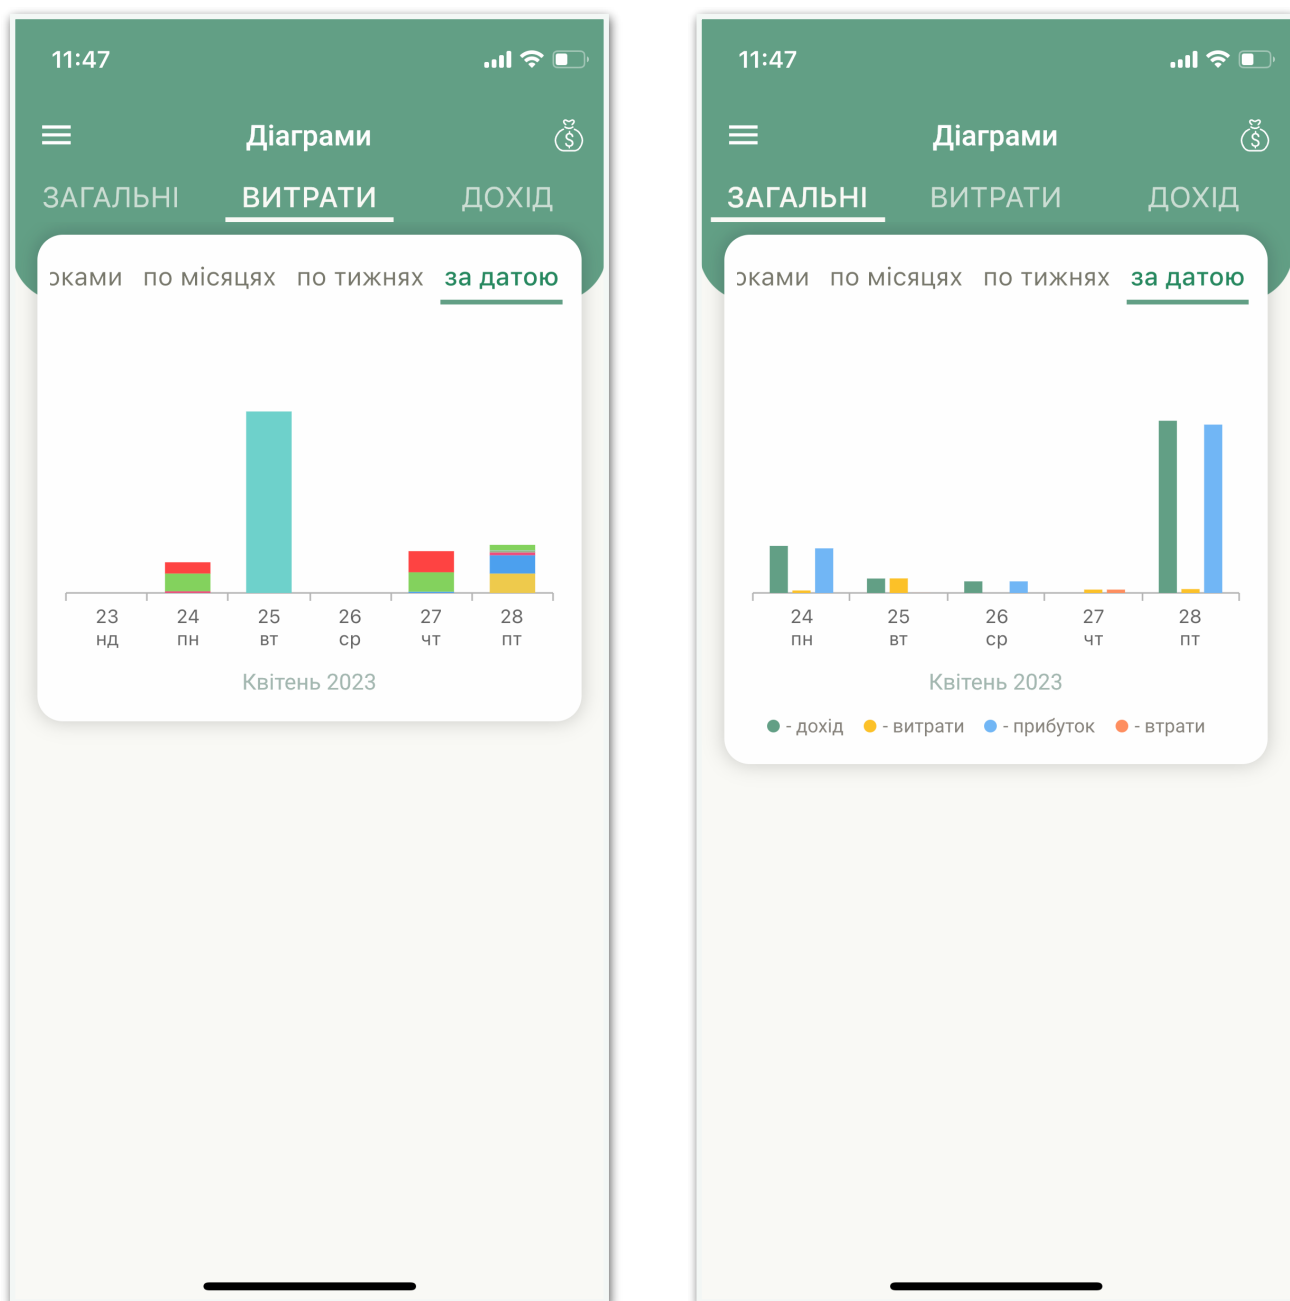 11:47
Діаграми
ЗАГАЛЬНІ ВИТРАТИ ДОХІД
по місяцях по тижнях за датою
23 24 25 26 27 28
нд пн вт ср чт пт
Квітень 2023
11:47
Діаграми
ЗАГАЛЬНІ ВИТРАТИ ДОХІД
по місяцях по тижнях за датою
24 25 26 27 28
пн вт ср чт пт
Квітень 2023
- дохід - витрати - прибуток - втрати